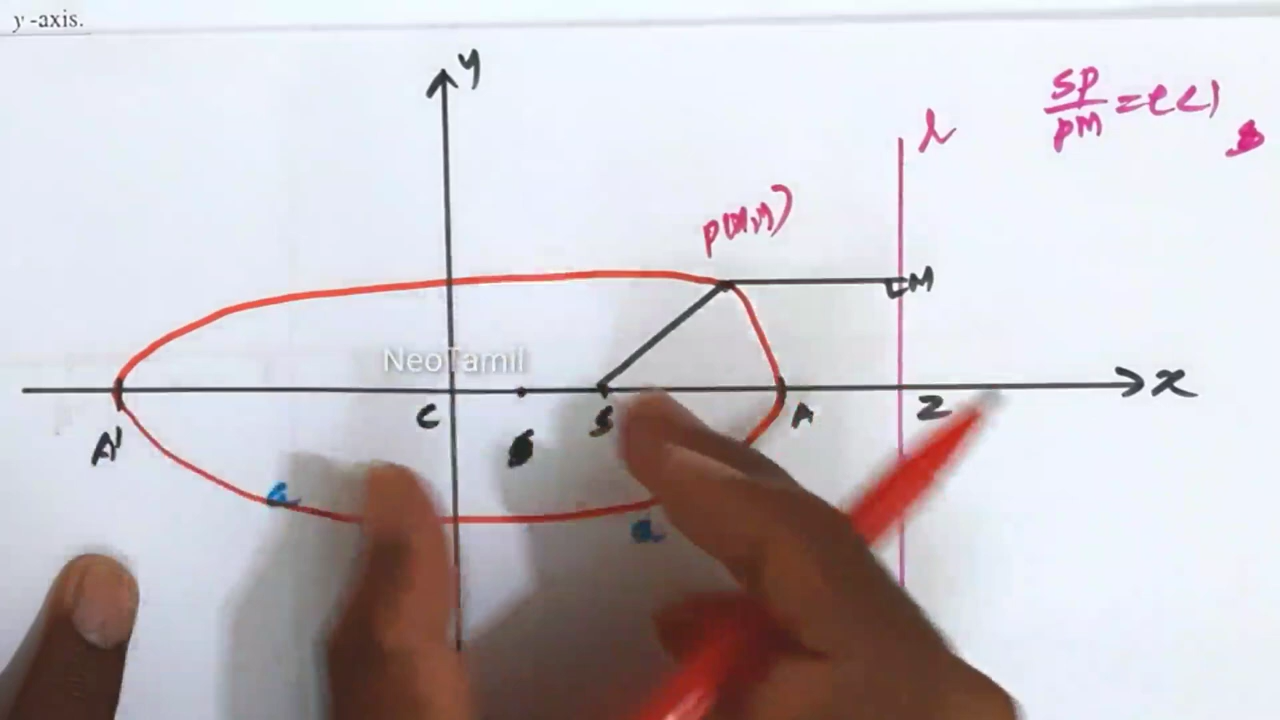 y -axis.
y
SP/PM = e < 1
l
P(x,y)
M
NeoTamil
x
C
S
A
Z
A'
a
a